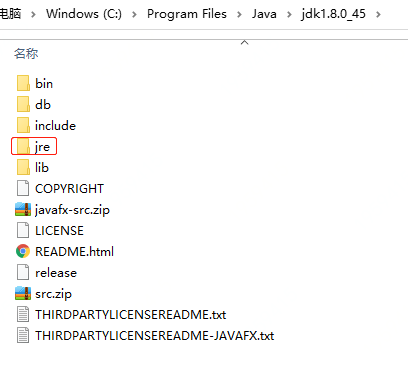 电脑 › Windows (C:) › Program Files › Java › jdk1.8.0_45 ›
名称
bin
db
include
jre
lib
COPYRIGHT
javafx-src.zip
LICENSE
README.html
release
src.zip
THIRDPARTYLICENSEREADME.txt
THIRDPARTYLICENSEREADME-JAVAFX.txt